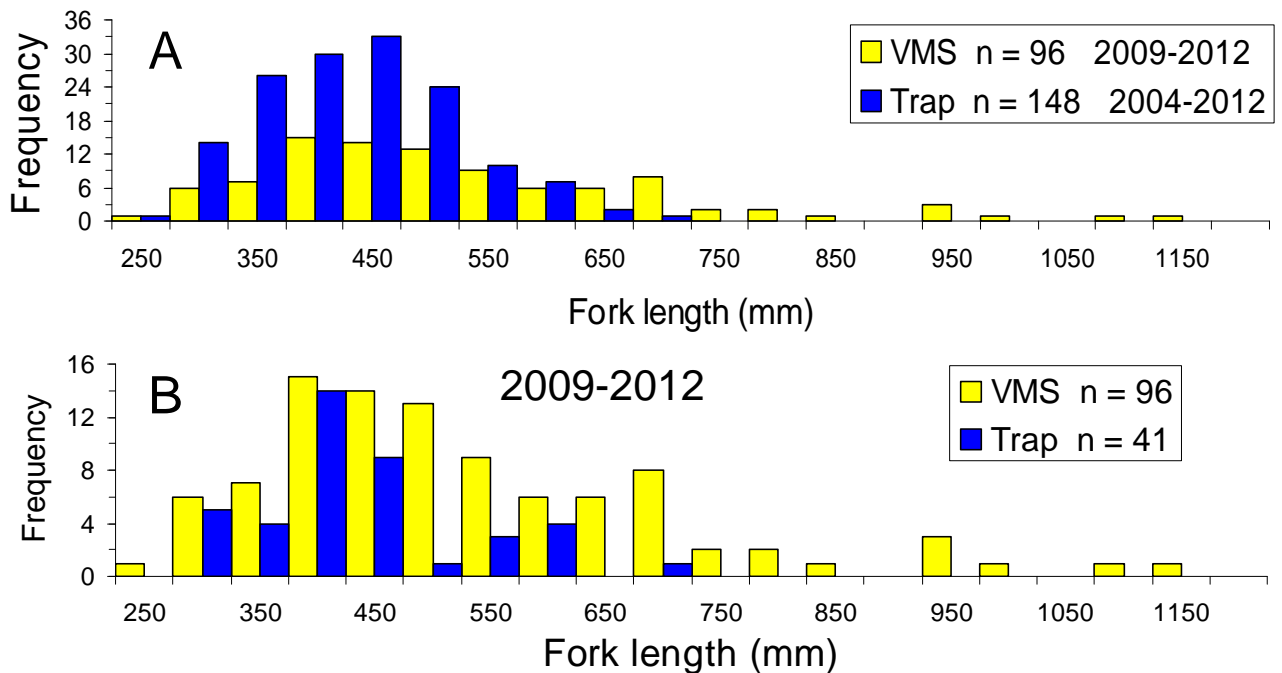 A
Frequency
36
30
24
18
12
6
0
VMS n = 96 2009-2012
Trap n = 148 2004-2012
250 350 450 550 650 750 850 950 1050 1150
Fork length (mm)
B
2009-2012
Frequency
16
12
8
4
0
VMS n = 96
Trap n = 41
250 350 450 550 650 750 850 950 1050 1150
Fork length (mm)